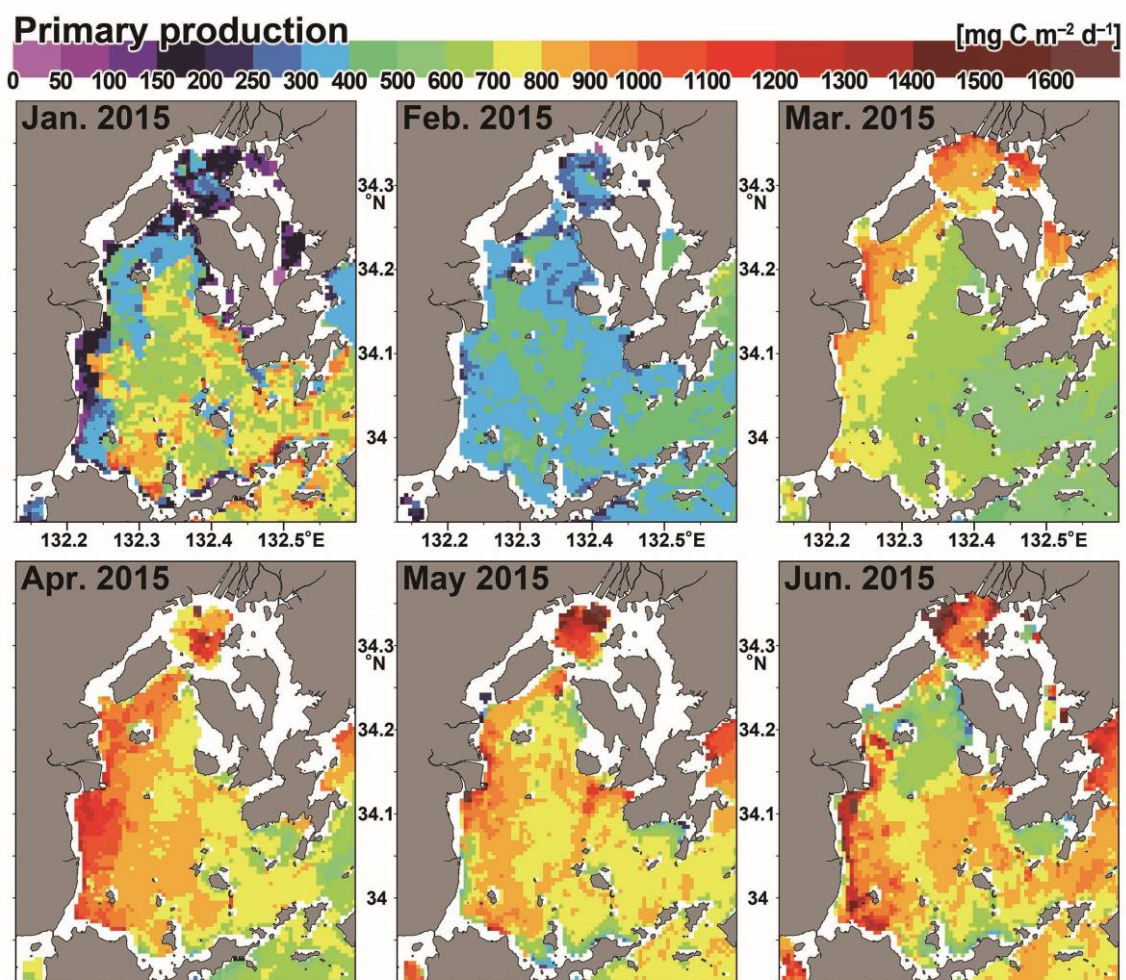 Primary production [mg C m⁻² d⁻¹]
0 50 100 150 200 250 300 400 500 600 700 800 900 1000 1100 1200 1300 1400 1500 1600
Jan. 2015 Feb. 2015 Mar. 2015
34.3 34.3
°N °N
34.2 34.2
34.1 34.1
34 34
132.2 132.3 132.4 132.5°E 132.2 132.3 132.4 132.5°E 132.2 132.3 132.4 132.5°E
Apr. 2015 May 2015 Jun. 2015
34.3 34.3
°N °N
34.2 34.2
34.1 34.1
34 34